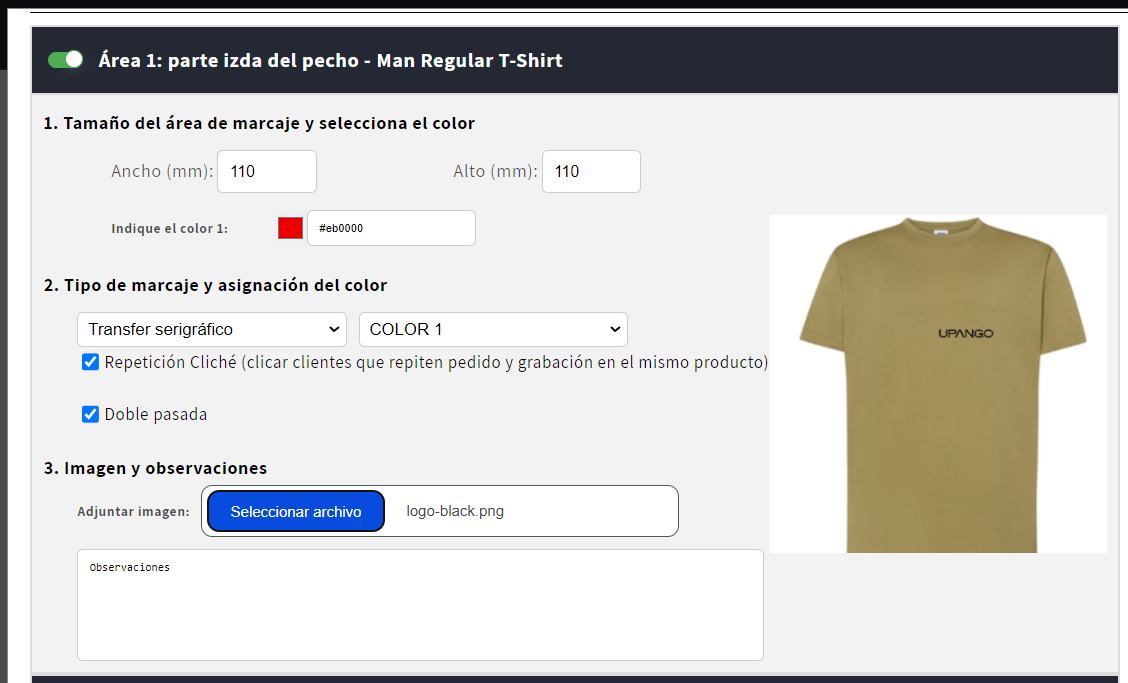 Área 1: parte izda del pecho - Man Regular T-Shirt
1. Tamaño del área de marcaje y selecciona el color
Ancho (mm): 110 Alto (mm): 110
Indique el color 1: #eb0000
2. Tipo de marcaje y asignación del color
Transfer serigráfico COLOR 1
Repetición Cliché (clicar clientes que repiten pedido y grabación en el mismo producto)
UPANGO
Doble pasada
3. Imagen y observaciones
Adjuntar imagen: Seleccionar archivo logo-black.png
Observaciones